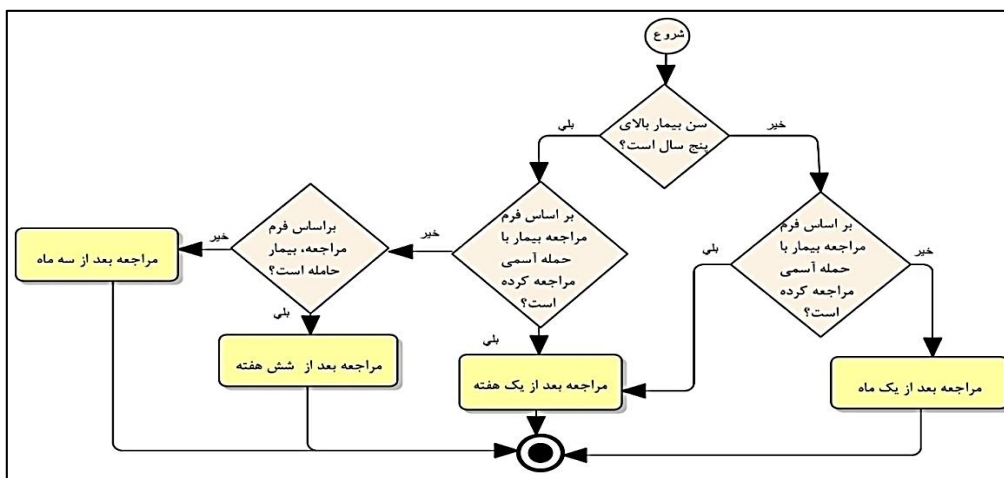 شروع
سن بیمار بالای
پنج سال است؟
بلی
خیر
بر اساس فرم
مراجعه بیمار با
حمله آسمی
مراجعه کرده
است؟
بلی
خیر
بر اساس فرم
مراجعه بیمار با
حمله آسمی
مراجعه کرده
است؟
خیر
بلی
براساس فرم
مراجعه، بیمار
حامله است؟
خیر
بلی
مراجعه بعد از سه ماه
مراجعه بعد از شش هفته
مراجعه بعد از یک هفته
مراجعه بعد از یک ماه